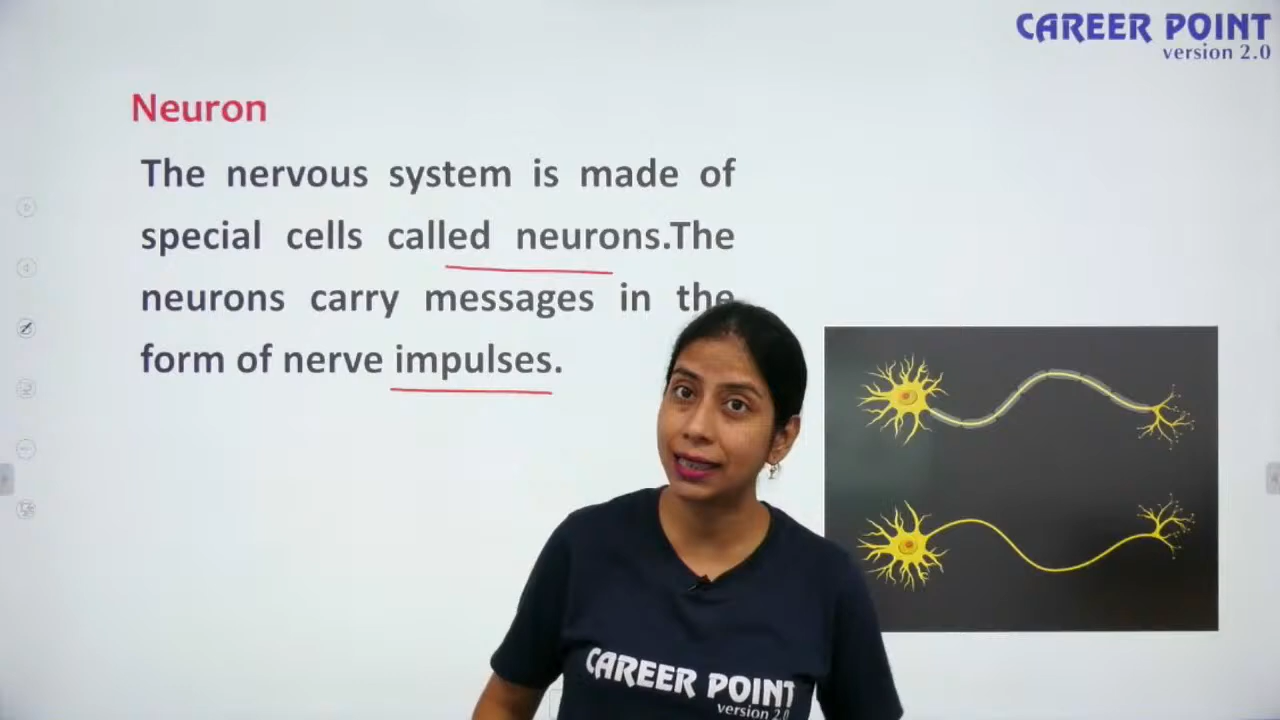 CAREER POINT
version 2.0
Neuron
The nervous system is made of
special cells called neurons.The
neurons carry messages in the
form of nerve impulses.
CAREER POINT
version 2.0